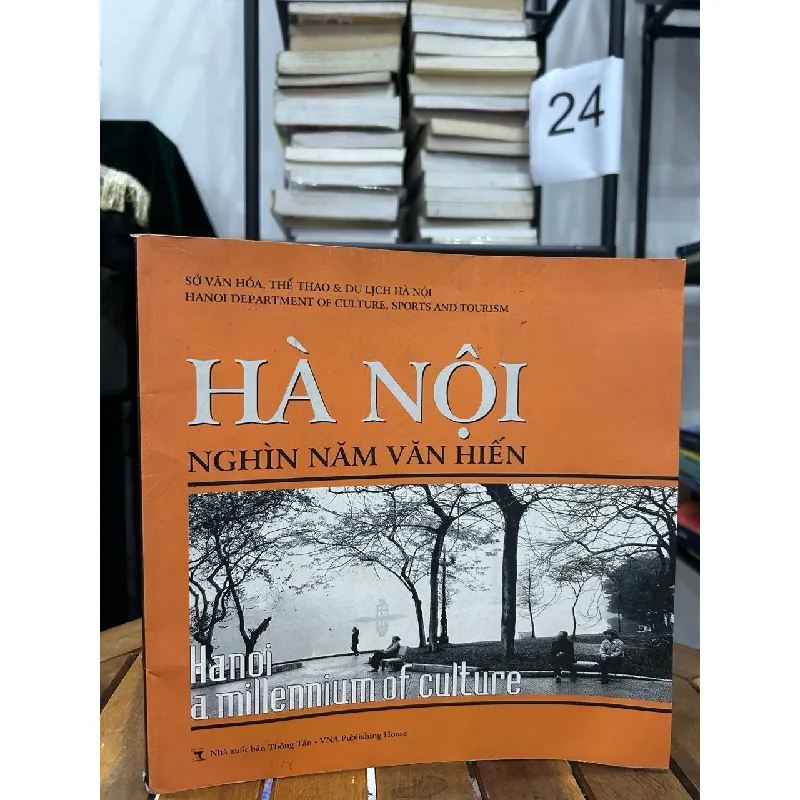 24
SỞ VĂN HÓA, THỂ THAO & DU LỊCH HÀ NỘI
HANOI DEPARTMENT OF CULTURE, SPORTS AND TOURISM
HÀ NỘI
NGHÌN NĂM VĂN HIẾN
Hanoi
a millennium of culture
Nhà xuất bản Thông Tấn - VNA Publishing House